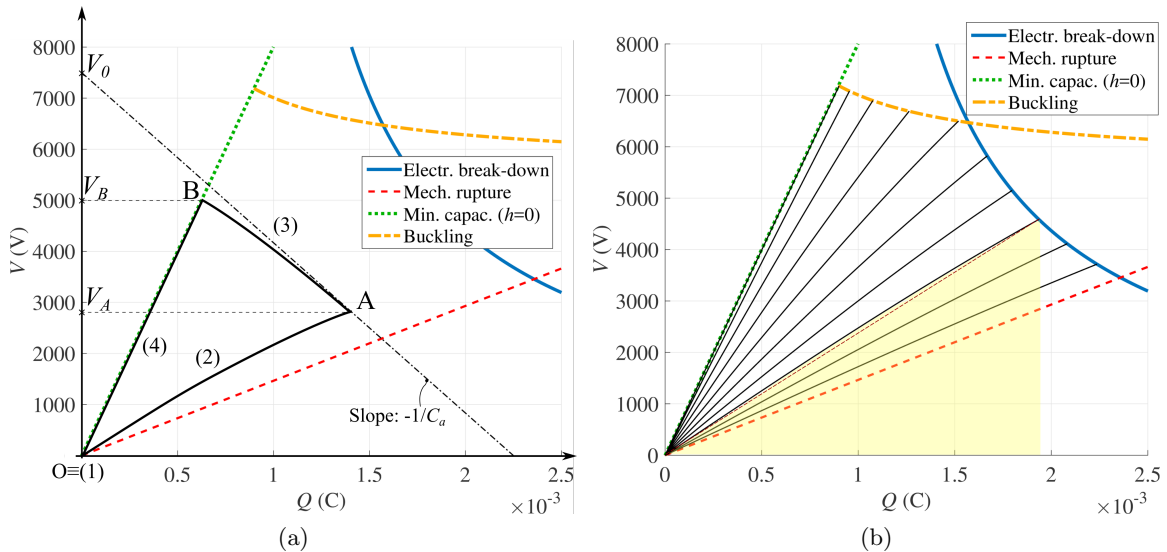 8000
7000
6000
5000
4000
3000
2000
1000
V (V)
V0
VB
VA
B
A
(3)
(2)
(4)
Electr. break-down
Mech. rupture
Min. capac. (h=0)
Buckling
Slope: -1/Ca
O≡(1)
0.5
1
1.5
2
2.5
Q (C)
×10-3
(a)
Electr. break-down
Mech. rupture
Min. capac. (h=0)
Buckling
8000
7000
6000
5000
4000
3000
2000
1000
0
V (V)
0
0.5
1
1.5
2
2.5
Q (C)
×10-3
(b)